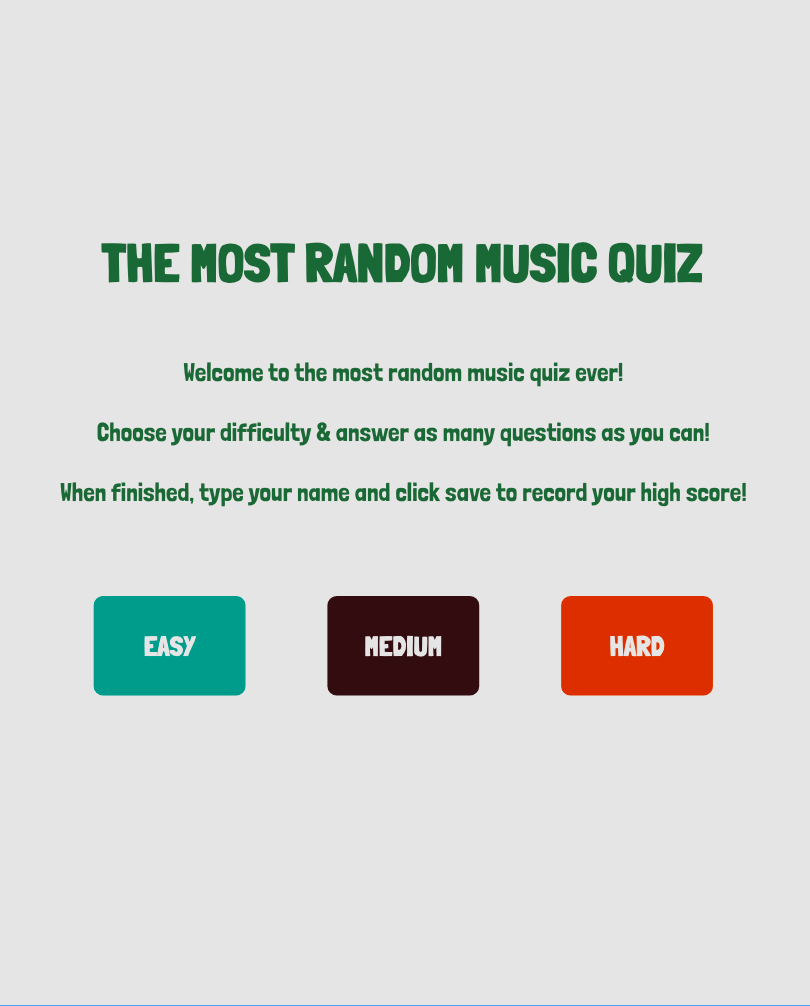 THE MOST RANDOM MUSIC QUIZ
Welcome to the most random music quiz ever!
Choose your difficulty & answer as many questions as you can!
When finished, type your name and click save to record your high score!
EASY
MEDIUM
HARD